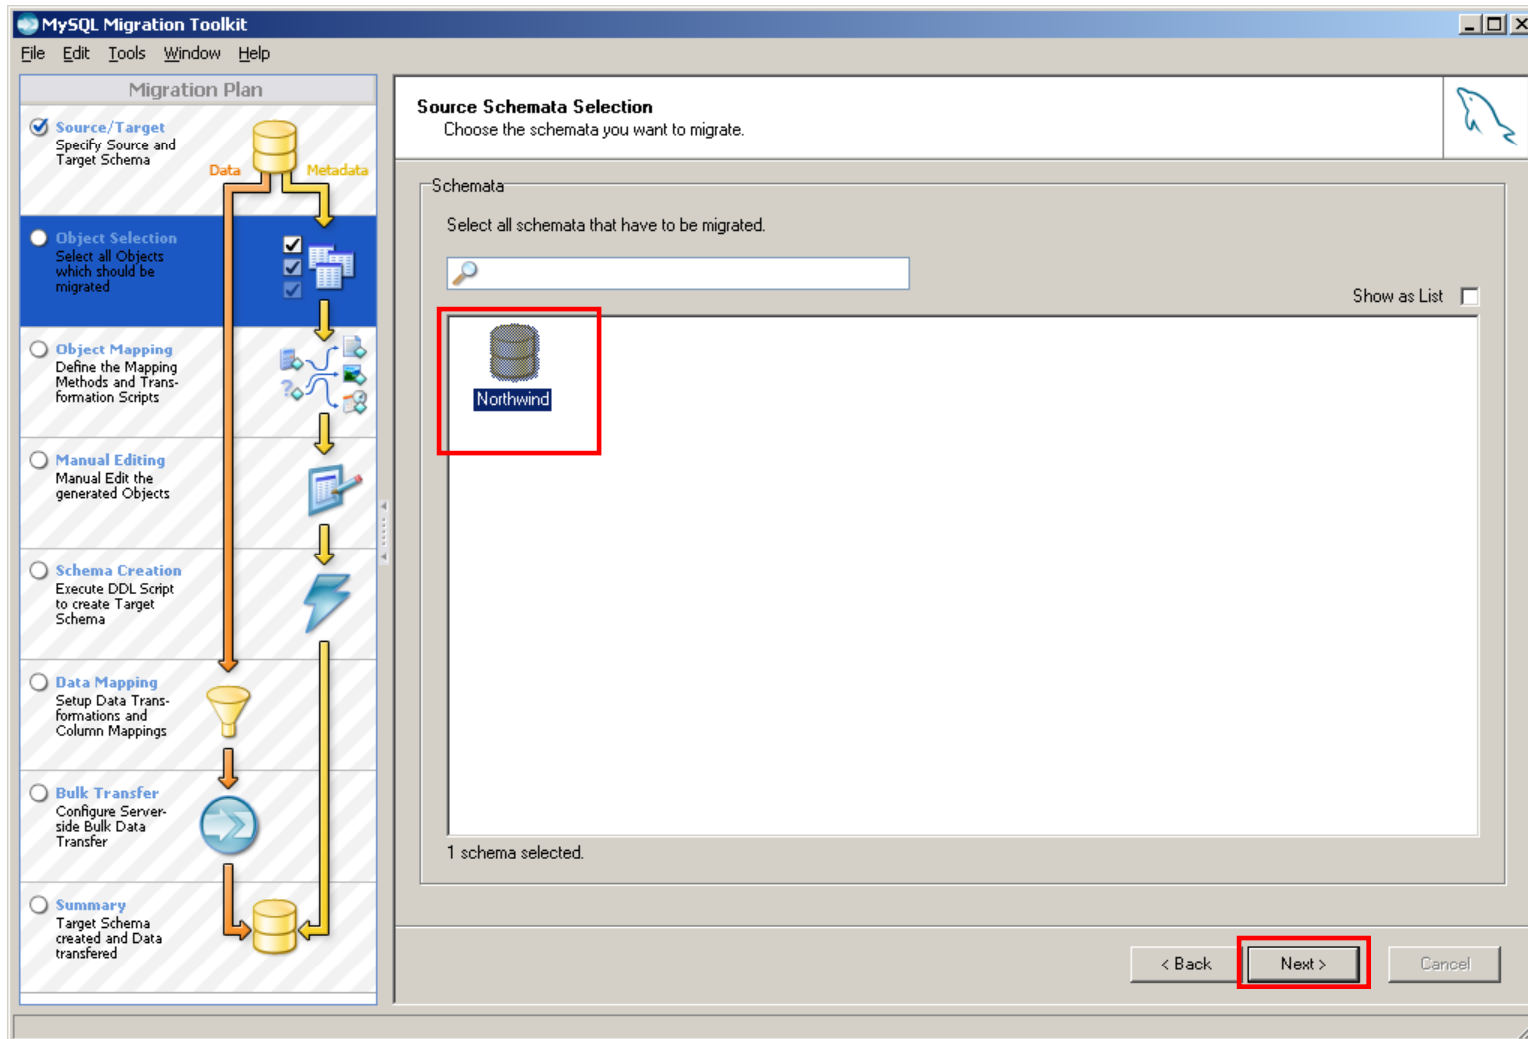 MySQL Migration Toolkit
File Edit Tools Window Help
Migration Plan
Source/Target
Specify Source and
Target Schema
Data
Metadata
Object Selection
Select all Objects
which should be
migrated
Object Mapping
Define the Mapping
Methods and Trans-
formation Scripts
Manual Editing
Manual Edit the
generated Objects
Schema Creation
Execute DDL Script
to create Target
Schema
Data Mapping
Setup Data Trans-
formations and
Column Mappings
Bulk Transfer
Configure Server-
side Bulk Data
Transfer
Summary
Target Schema
created and Data
transfered
Source Schemata Selection
Choose the schemata you want to migrate.
Schemata
Select all schemata that have to be migrated.
Show as List
Northwind
1 schema selected.
< Back
Next >
Cancel